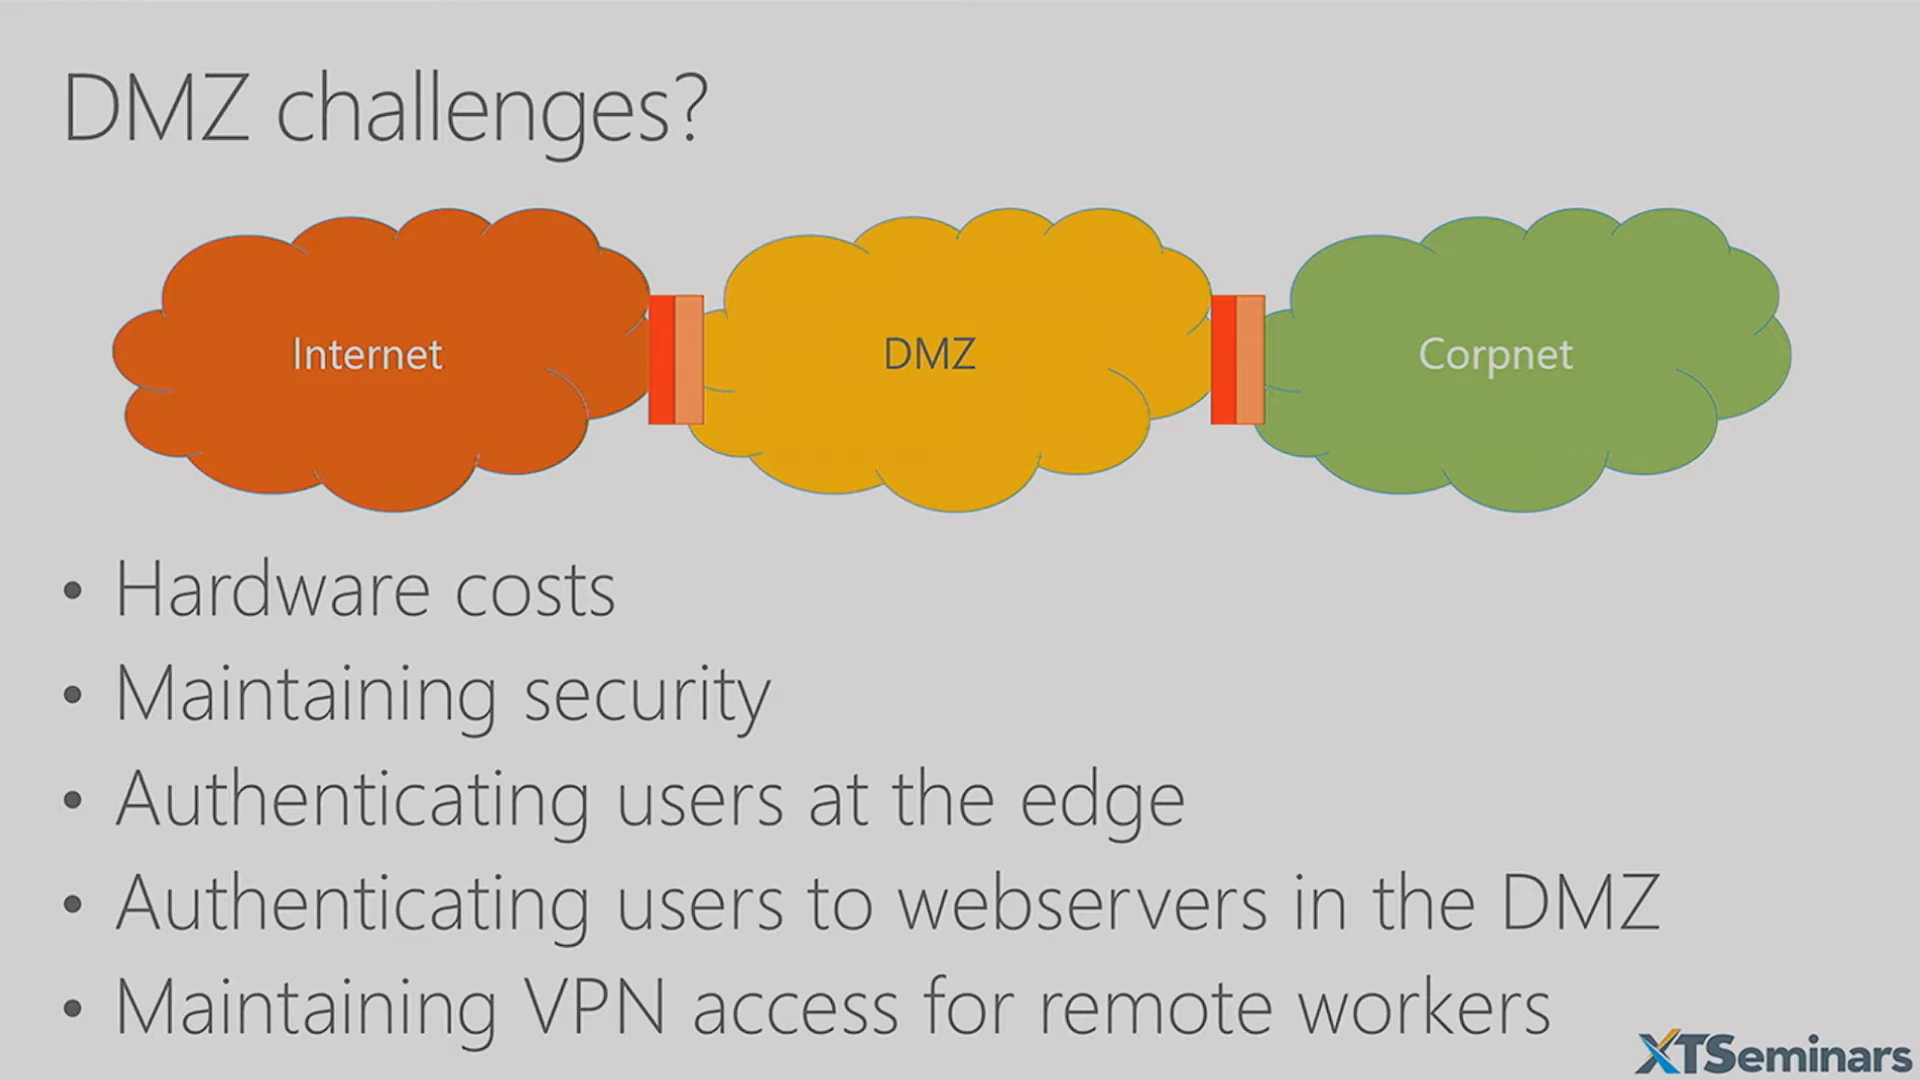 DMZ challenges?
Internet
DMZ
Corpnet
• Hardware costs
• Maintaining security
• Authenticating users at the edge
• Authenticating users to webservers in the DMZ
• Maintaining VPN access for remote workers
XTSeminars